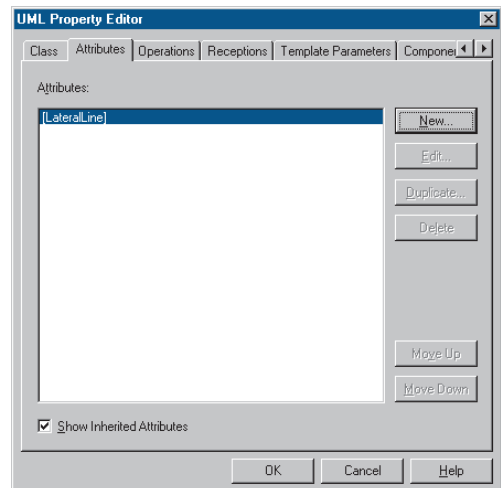 UML Property Editor
Class Attributes Operations Receptions Template Parameters Componen
Attributes:
[LateralLine]
New...
Edit...
Duplicate...
Delete
Move Up
Move Down
Show Inherited Attributes
OK Cancel Help